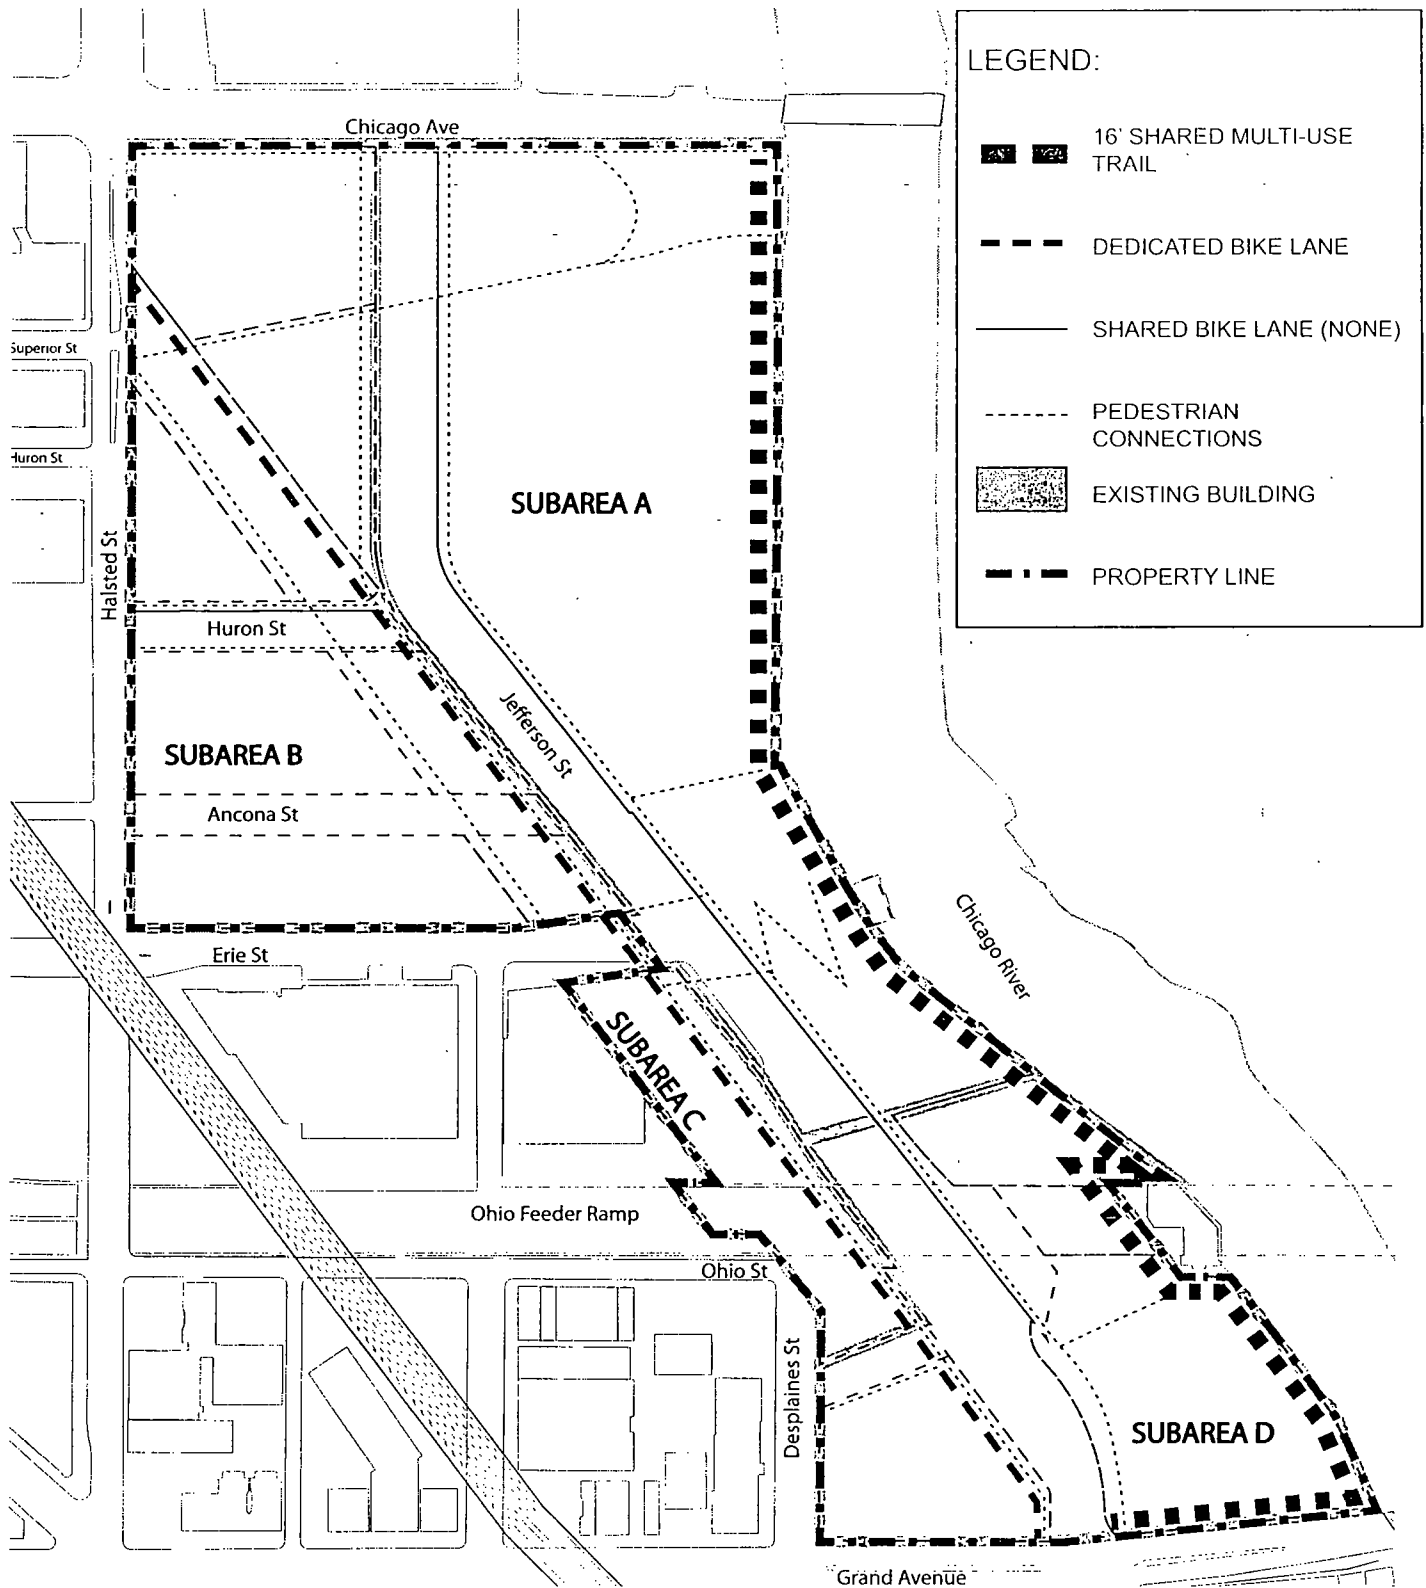 LEGEND:
16' SHARED MULTI-USE
TRAIL
DEDICATED BIKE LANE
SHARED BIKE LANE (NONE)
PEDESTRIAN
CONNECTIONS
EXISTING BUILDING
PROPERTY LINE
Chicago Ave
Superior St
Huron St
Halsted St
SUBAREA A
Huron St
Jefferson St
SUBAREA B
Ancona St
Chicago River
Erie St
SUBAREA C
Ohio Feeder Ramp
Ohio St
Desplaines St
SUBAREA D
Grand Avenue